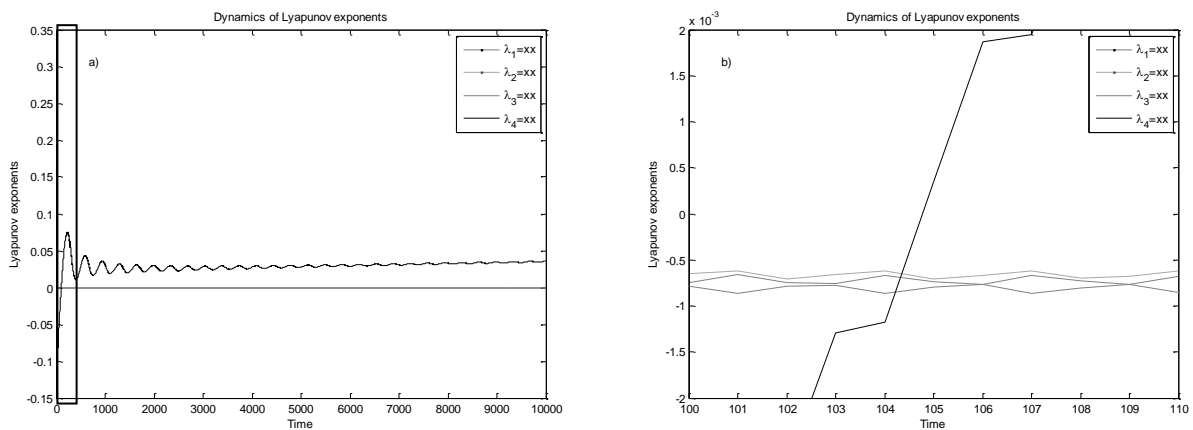 Dynamics of Lyapunov exponents
0.35
0.3
0.25
0.2
0.15
0.1
0.05
0
-0.05
-0.1
-0.15
Lyapunov exponents
a)
λ1=xx
λ2=xx
λ3=xx
λ4=xx
0 1000 2000 3000 4000 5000 6000 7000 8000 9000 10000
Time
x 10-3
Dynamics of Lyapunov exponents
2
1.5
1
0.5
0
-0.5
-1
-1.5
-2
Lyapunov exponents
b)
λ1=xx
λ2=xx
λ3=xx
λ4=xx
100 101 102 103 104 105 106 107 108 109 110
Time